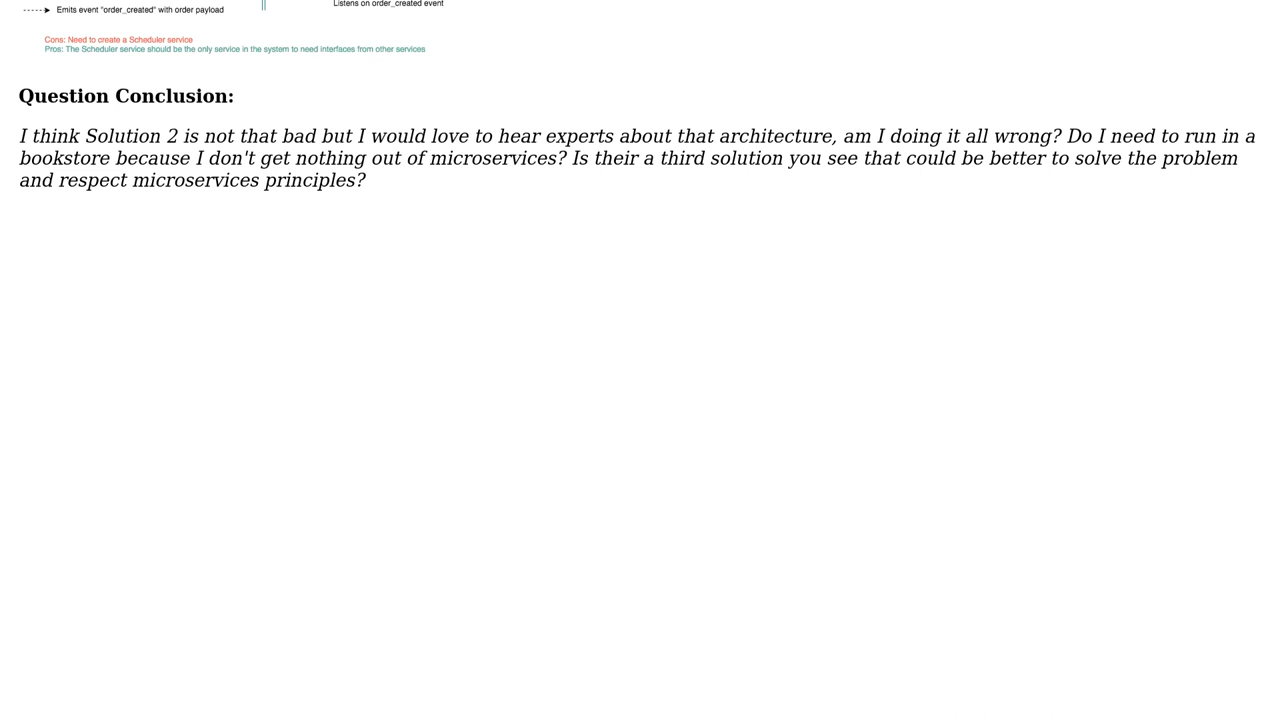 Emits event "order_created" with order payload
Listens on order_created event
Cons: Need to create a Scheduler service
Pros: The Scheduler service should be the only service in the system to need interfaces from other services
Question Conclusion:
I think Solution 2 is not that bad but I would love to hear experts about that architecture, am I doing it all wrong? Do I need to run in a
bookstore because I don't get nothing out of microservices? Is their a third solution you see that could be better to solve the problem
and respect microservices principles?